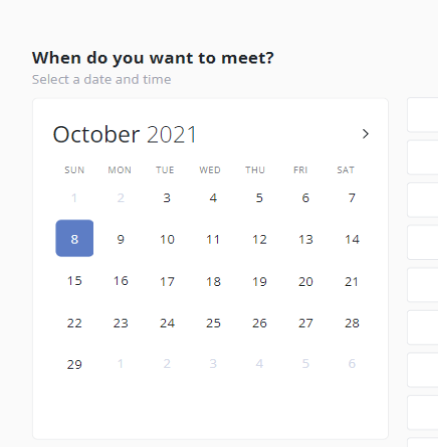 When do you want to meet?
Select a date and time
October 2021
SUN MON TUE WED THU FRI SAT
1 2 3 4 5 6 7
8 9 10 11 12 13 14
15 16 17 18 19 20 21
22 23 24 25 26 27 28
29 1 2 3 4 5 6